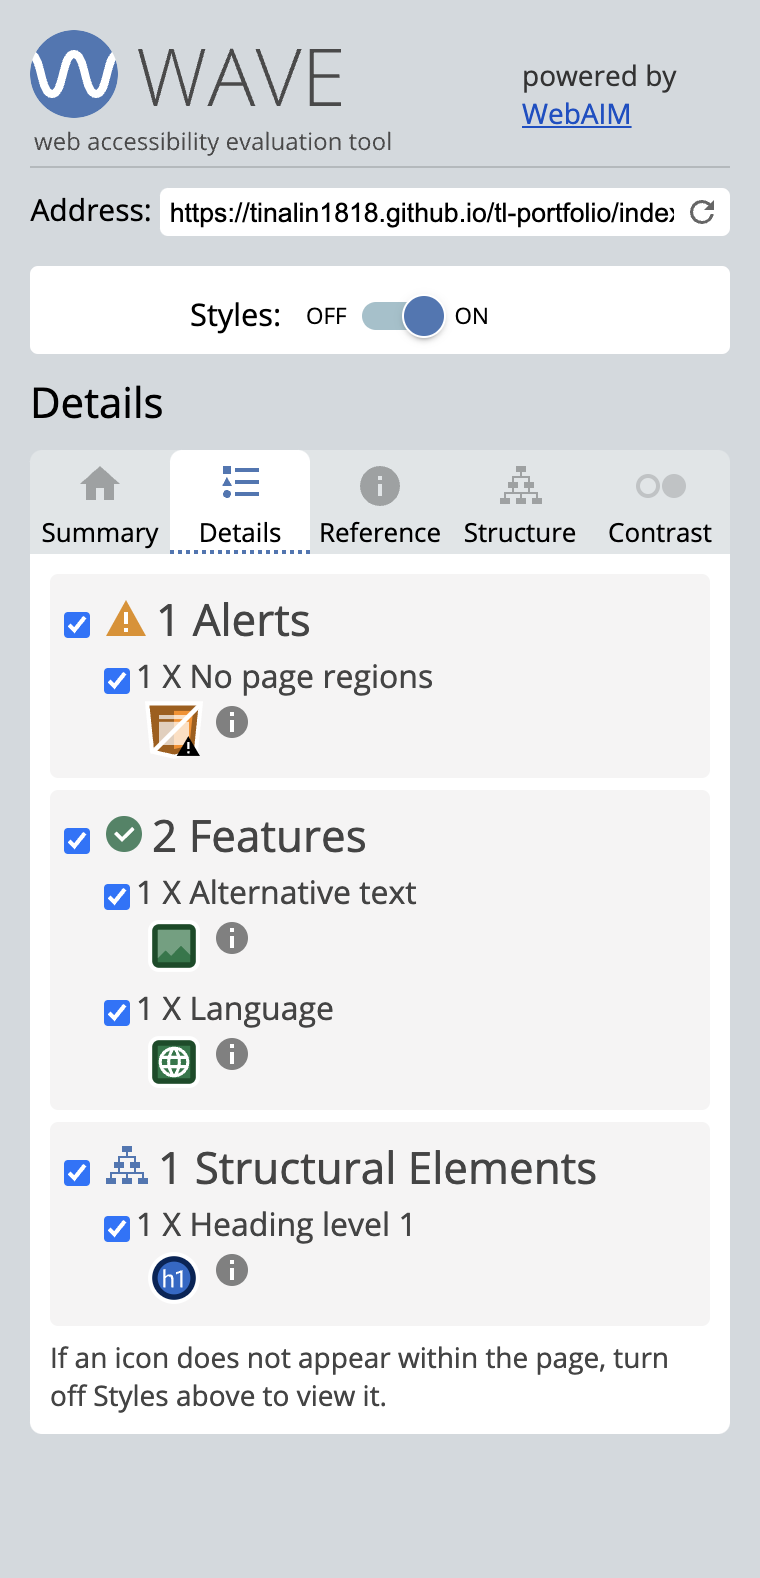 WAVE
powered by
WebAIM
web accessibility evaluation tool
Address: https://tinalin1818.github.io/tl-portfolio/index
Styles: OFF ON
Details
Summary Details Reference Structure Contrast
1 Alerts
1 X No page regions
2 Features
1 X Alternative text
1 X Language
1 Structural Elements
1 X Heading level 1
h1
If an icon does not appear within the page, turn
off Styles above to view it.